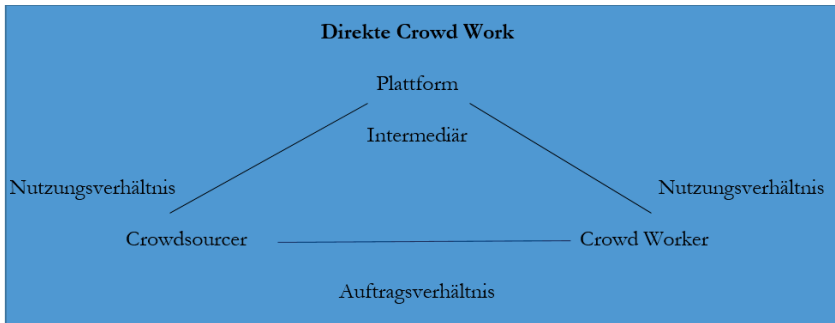 Direkte Crowd Work
Plattform
Intermediär
Nutzungsverhältnis
Nutzungsverhältnis
Crowdsourcer
Crowd Worker
Auftragsverhältnis